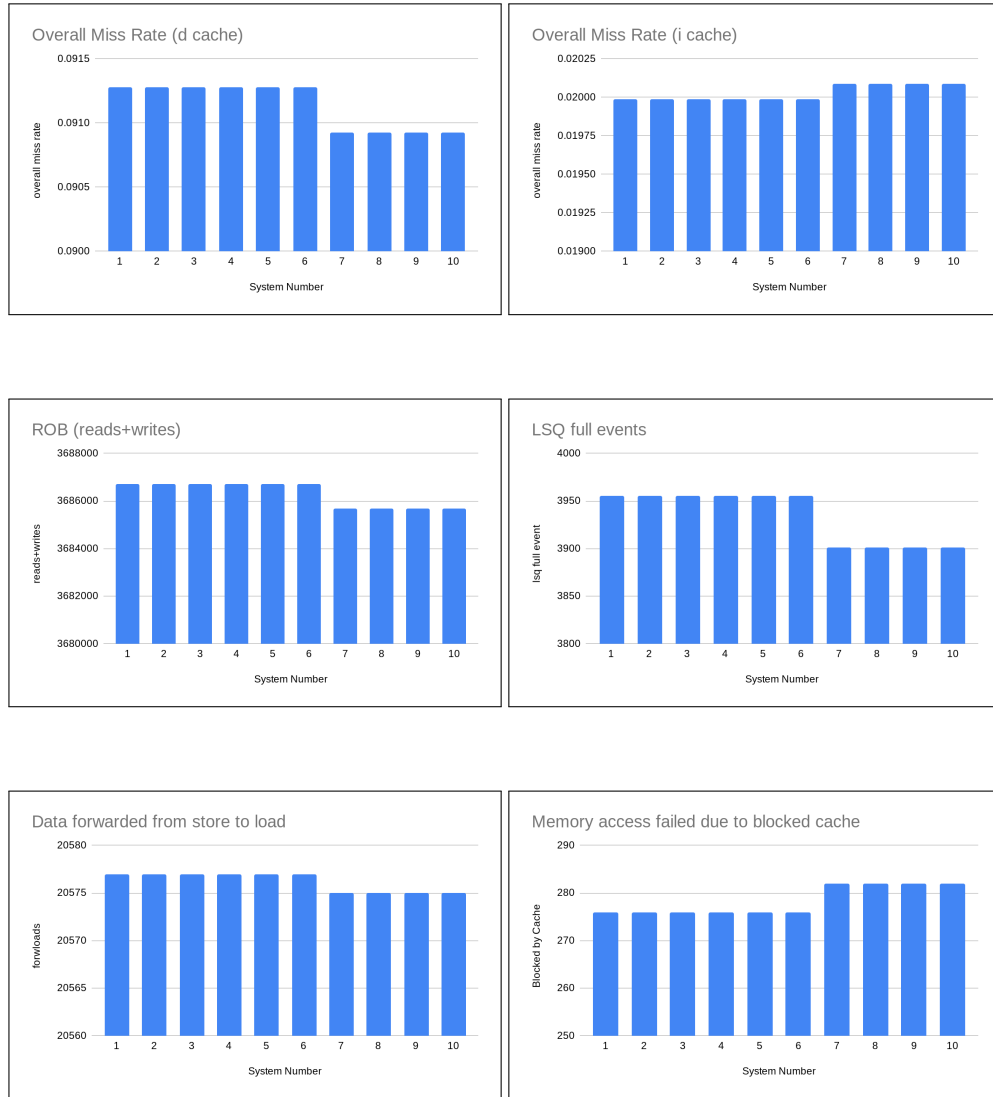 Overall Miss Rate (d cache)
0.0915
0.0910
0.0905
0.0900
overall miss rate
1 2 3 4 5 6 7 8 9 10
System Number
Overall Miss Rate (i cache)
0.02025
0.02000
0.01975
0.01950
0.01925
0.01900
overall miss rate
1 2 3 4 5 6 7 8 9 10
System Number
ROB (reads+writes)
3688000
3686000
3684000
3682000
3680000
reads+writes
1 2 3 4 5 6 7 8 9 10
System Number
LSQ full events
4000
3950
3900
3850
3800
lsq full event
1 2 3 4 5 6 7 8 9 10
System Number
Data forwarded from store to load
20580
20575
20570
20565
20560
forwloads
1 2 3 4 5 6 7 8 9 10
System Number
Memory access failed due to blocked cache
290
280
270
260
250
Blocked by Cache
1 2 3 4 5 6 7 8 9 10
System Number